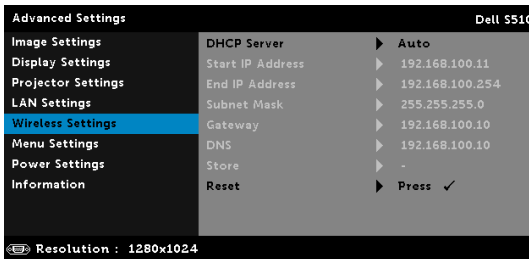 Advanced Settings Dell S510
Image Settings DHCP Server Auto
Display Settings Start IP Address 192.168.100.11
Projector Settings End IP Address 192.168.100.254
LAN Settings Subnet Mask 255.255.255.0
Wireless Settings Gateway 192.168.100.10
Menu Settings DNS 192.168.100.10
Power Settings Store -
Information Reset Press ✓
Resolution : 1280x1024